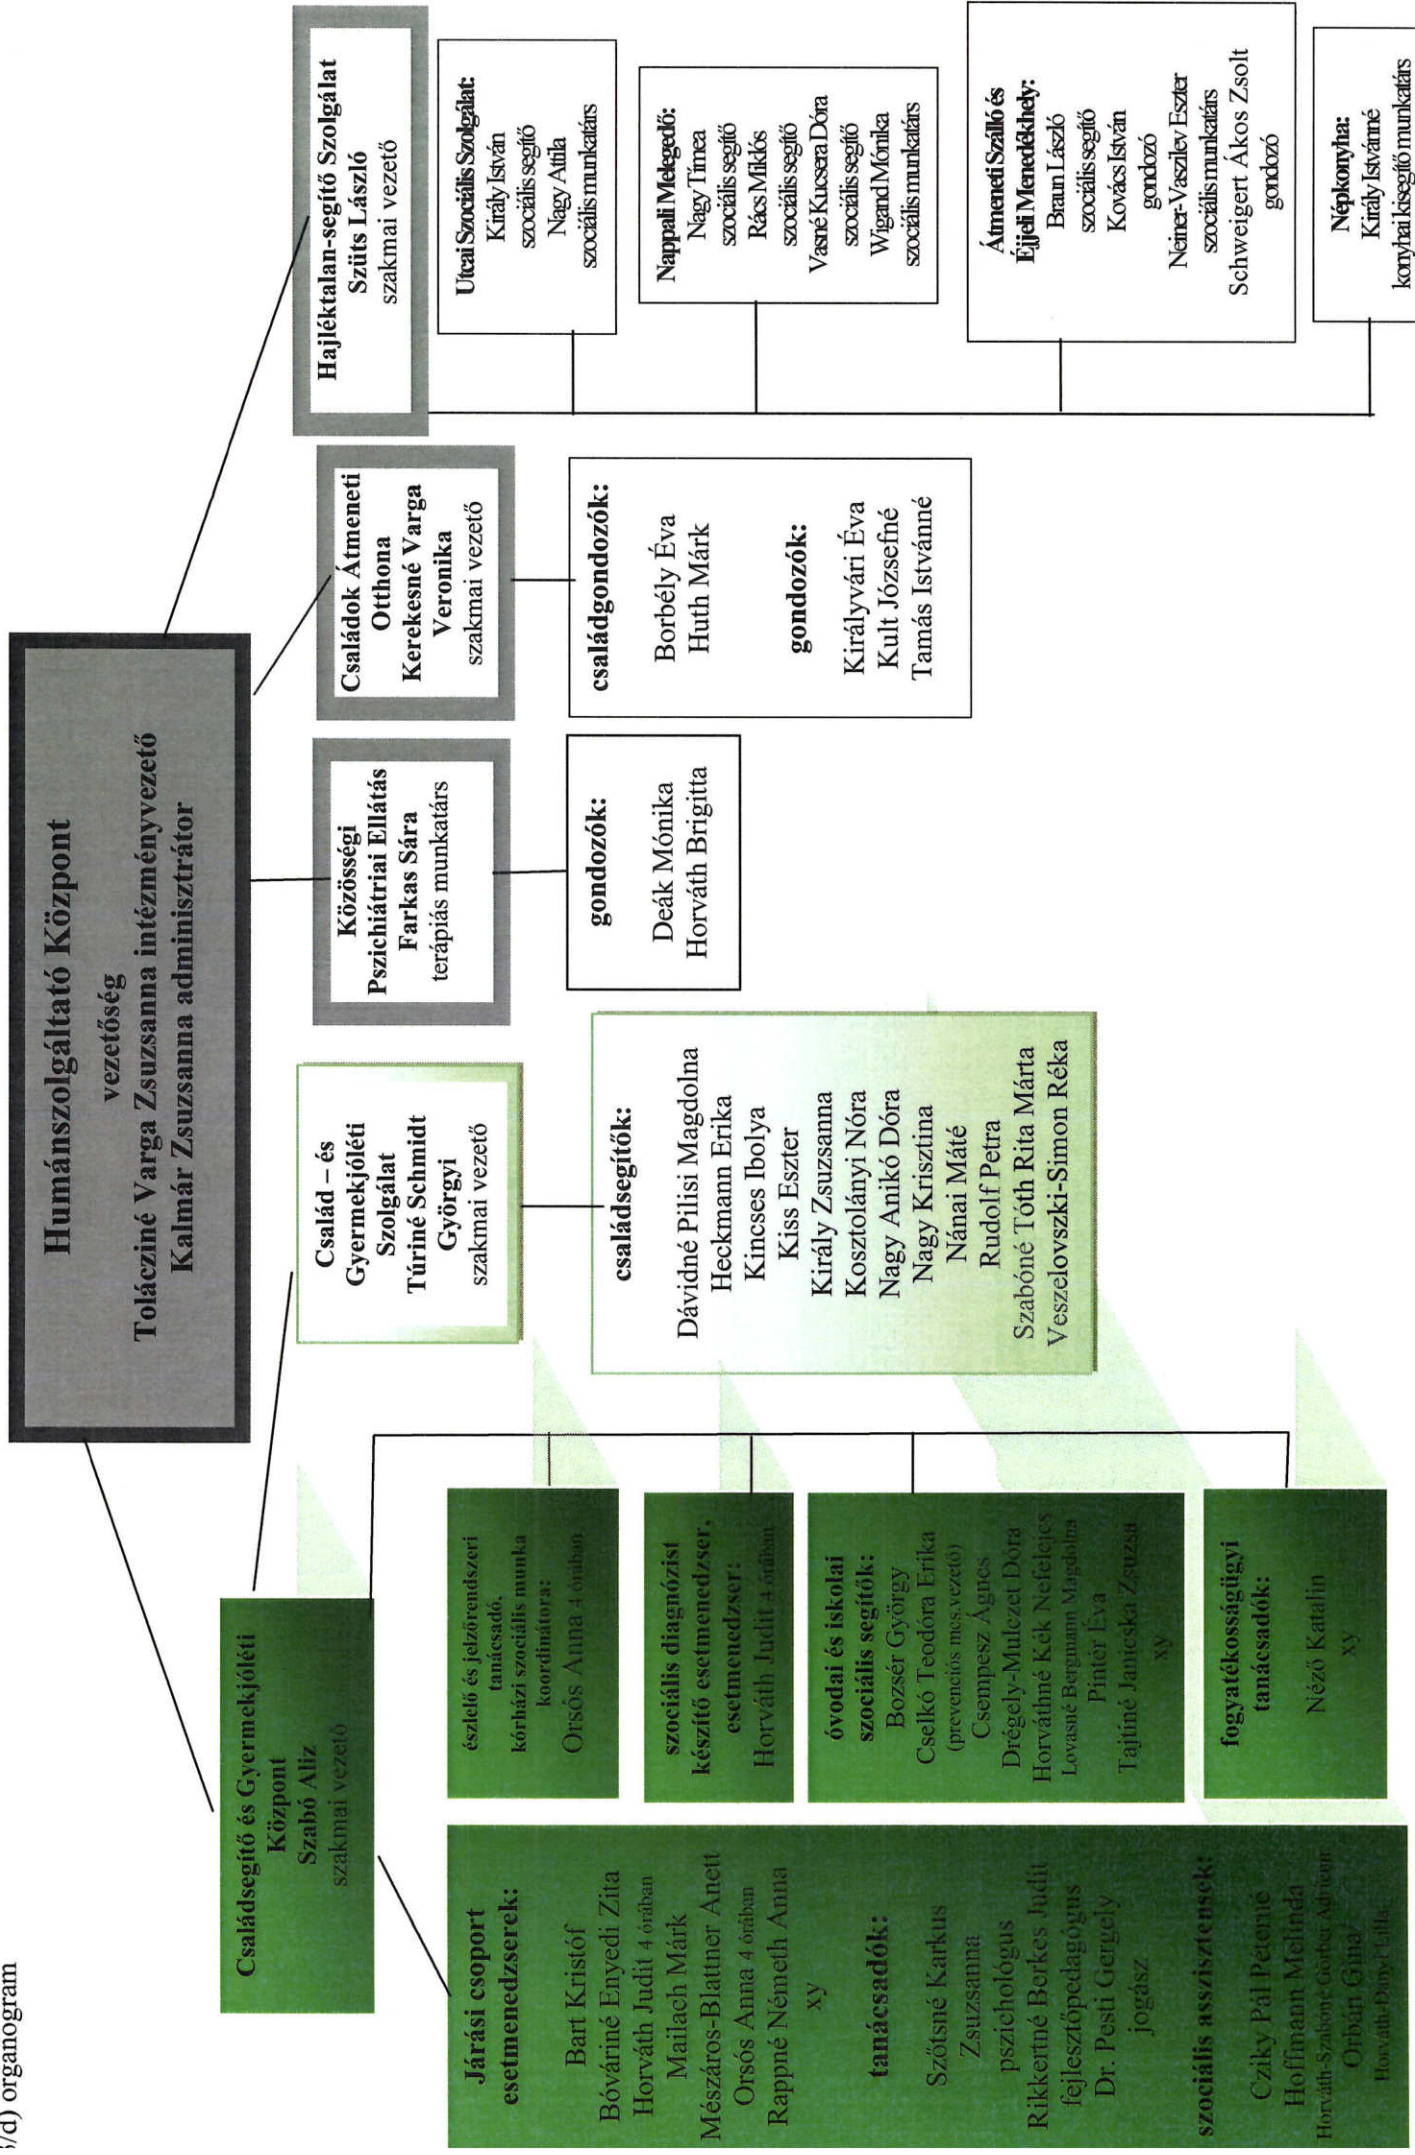 /d) organogram
Humánszolgáltató Központ
vezetőség
Tolácziné Varga Zsuzsanna intézményvezető
Kalmár Zsuzsanna adminisztrátor
Családsegítő és Gyermekjóléti
Központ
Szabó Aliz
szakmai vezető
Család – és
Gyermekjóléti
Szolgálat
Túriné Schmidt
Györgyi
szakmai vezető
Közösségi
Pszichiátriai Ellátás
Farkas Sára
terápiás munkatárs
Családok Átmeneti
Otthona
Kerekesné Varga
Veronika
szakmai vezető
Hajléktalan-segítő Szolgálat
Szüts László
szakmai vezető
Járási csoport
esetmenedzserek:
Bart Kristóf
Bóváriné Enyedi Zita
Horváth Judit 4 órában
Mailach Márk
Mészáros-Blattner Anett
Orsós Anna 4 órában
Rappné Németh Anna
xy
tanácsadók:
Szőtsné Karkus
Zsuzsanna
pszichológus
Rikkertné Berkes Judit
fejlesztőpedagógus
Dr. Pesti Gergely
jogász
szociális asszisztensek:
Cziky Pál Péterné
Hoffmann Melinda
Horváth-Szabóné Görber Adrienn
Orbán Gina
Horváth-Danyi Lilla
észlelő és jelzőrendszeri
tanácsadó,
kórházi szociális munka
koordinátora:
Orsós Anna 4 órában
szociális diagnózist
készítő esetmenedzser,
esetmenedzser:
Horváth Judit 4 órában
óvodai és iskolai
szociális segítők:
Bozsér György
Cselkó Teodóra Erika
(prevenciós mcs.vezető)
Csempesz Ágnes
Drégely-Mulczet Dóra
Horváthné Kék Nefelejcs
Lovasné Bergmann Magdolna
Pintér Éva
Tajtiné Janicska Zsuzsa
xy
fogyatékosságügyi
tanácsadók:
Néző Katalin
xy
családsegítők:
Dávidné Pilisi Magdolna
Heckmann Erika
Kincses Ibolya
Kiss Eszter
Király Zsuzsanna
Kosztolányi Nóra
Nagy Anikó Dóra
Nagy Krisztina
Nánai Máté
Rudolf Petra
Szabóné Tóth Rita Márta
Veszelovszki-Simon Réka
gondozók:
Deák Mónika
Horváth Brigitta
családgondozók:
Borbély Éva
Huth Márk
gondozók:
Királyvári Éva
Kult Józsefné
Tamás Istvánné
Utcai Szociális Szolgálat:
Király István
szociális segítő
Nagy Attila
szociális munkatárs
Nappali Melegedő:
Nagy Tímea
szociális segítő
Rács Miklós
szociális segítő
Vasné Kucsera Dóra
szociális segítő
Wigand Mónika
szociális munkatárs
Átmeneti Szálló és
Éjjeli Menedékhely:
Braun László
szociális segítő
Kovács István
gondozó
Neiner-Vaszilev Eszter
szociális munkatárs
Schweigert Ákos Zsolt
gondozó
Népkonyha:
Király Istvánné
konyhai kisegítő munkatárs